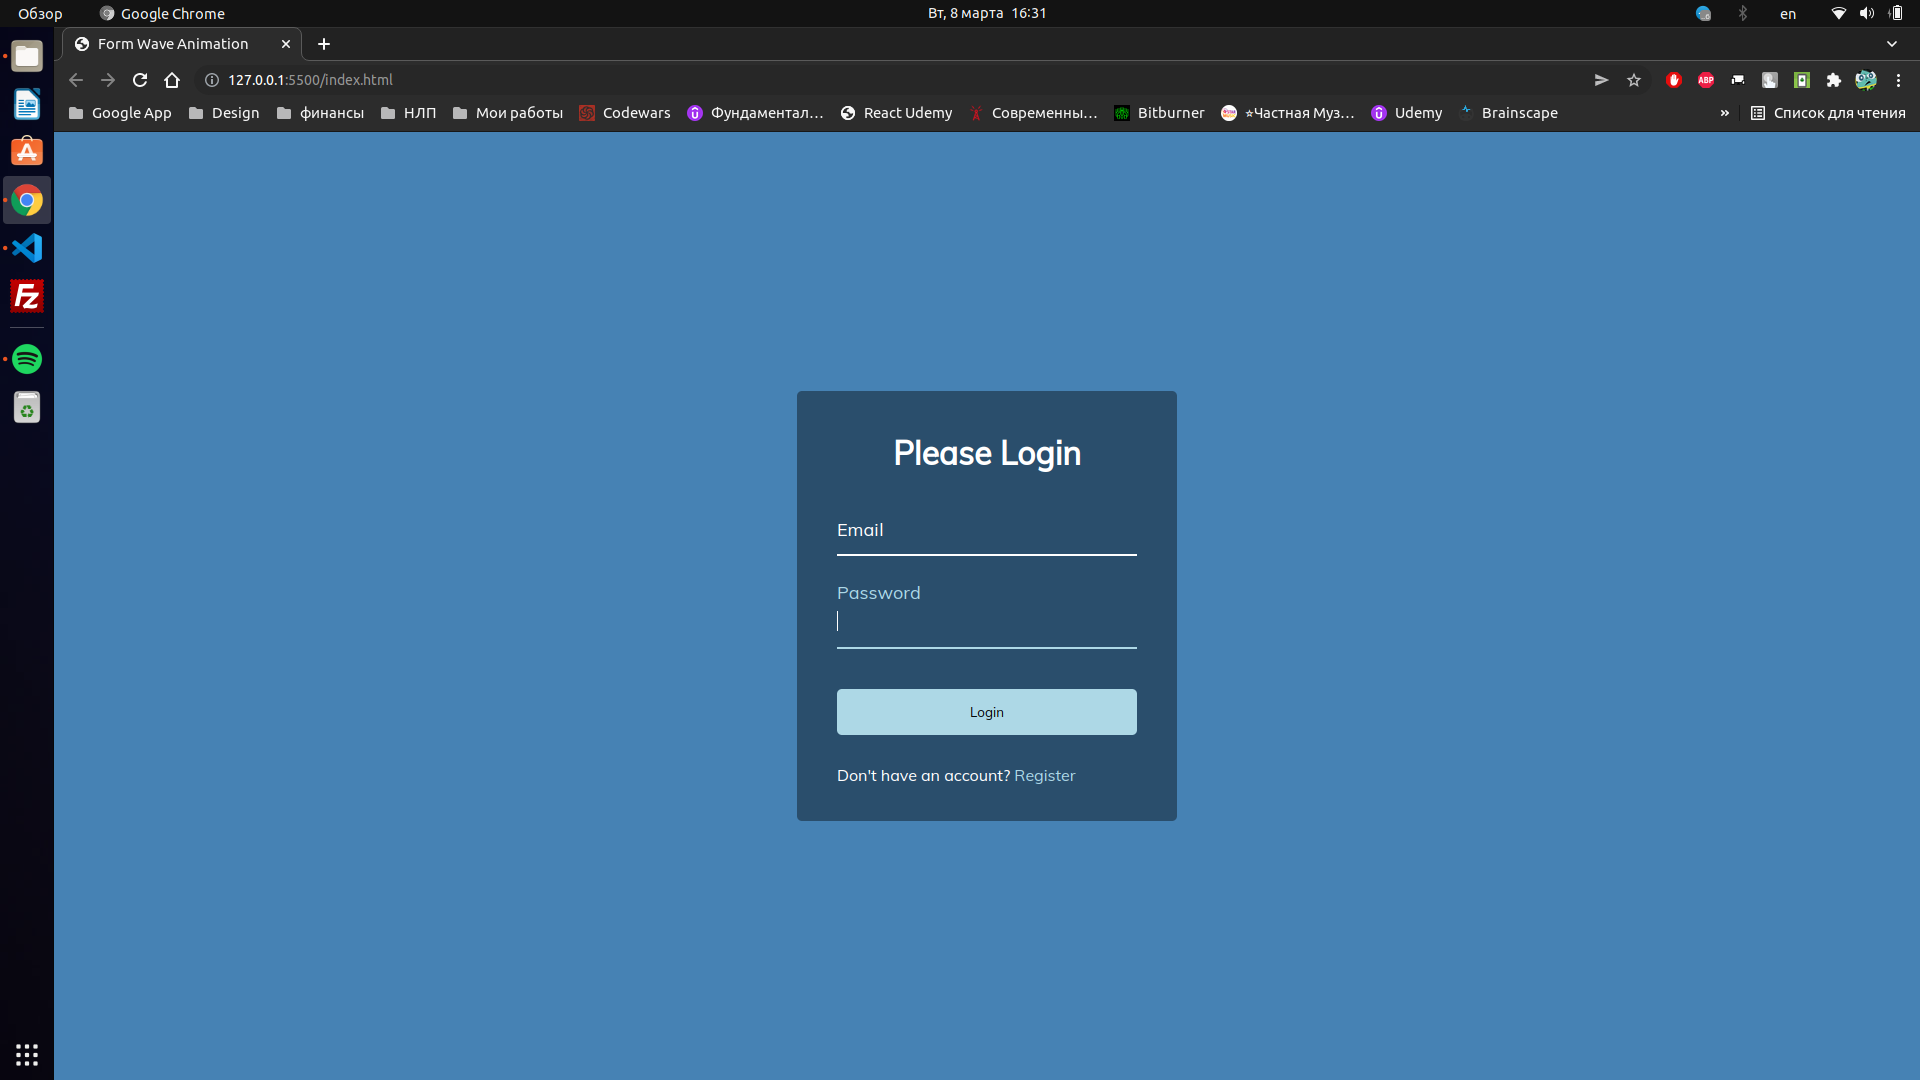 Обзор Google Chrome Вт, 8 марта 16:31 en
Form Wave Animation
127.0.0.1:5500/index.html ABP
Google App Design финансы НЛП Мои работы Codewars Фундаментал… React Udemy Современны… Bitburner ☆Частная Муз… Udemy Brainscape » Список для чтения
Fz
Please Login
Email
Password
Login
Don't have an account? Register